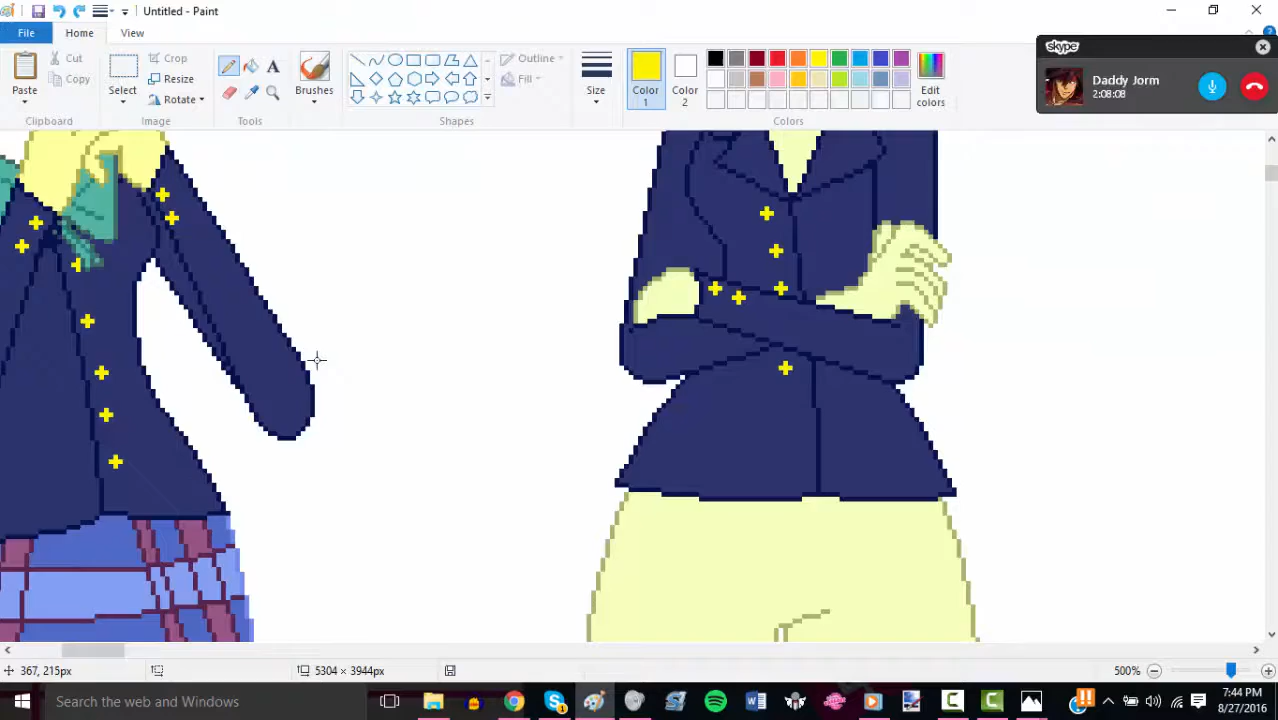 Untitled - Paint
File
Home
View
Paste
Cut
Copy
Clipboard
Select
Crop
Resize
Rotate
Image
A
Tools
Brushes
Outline
Fill
Shapes
Size
Color 1
Color 2
Edit colors
Colors
skype
Daddy Jorm
2:08:08
367, 215px
5304 × 3944px
500%
Search the web and Windows
7:44 PM
8/27/2016